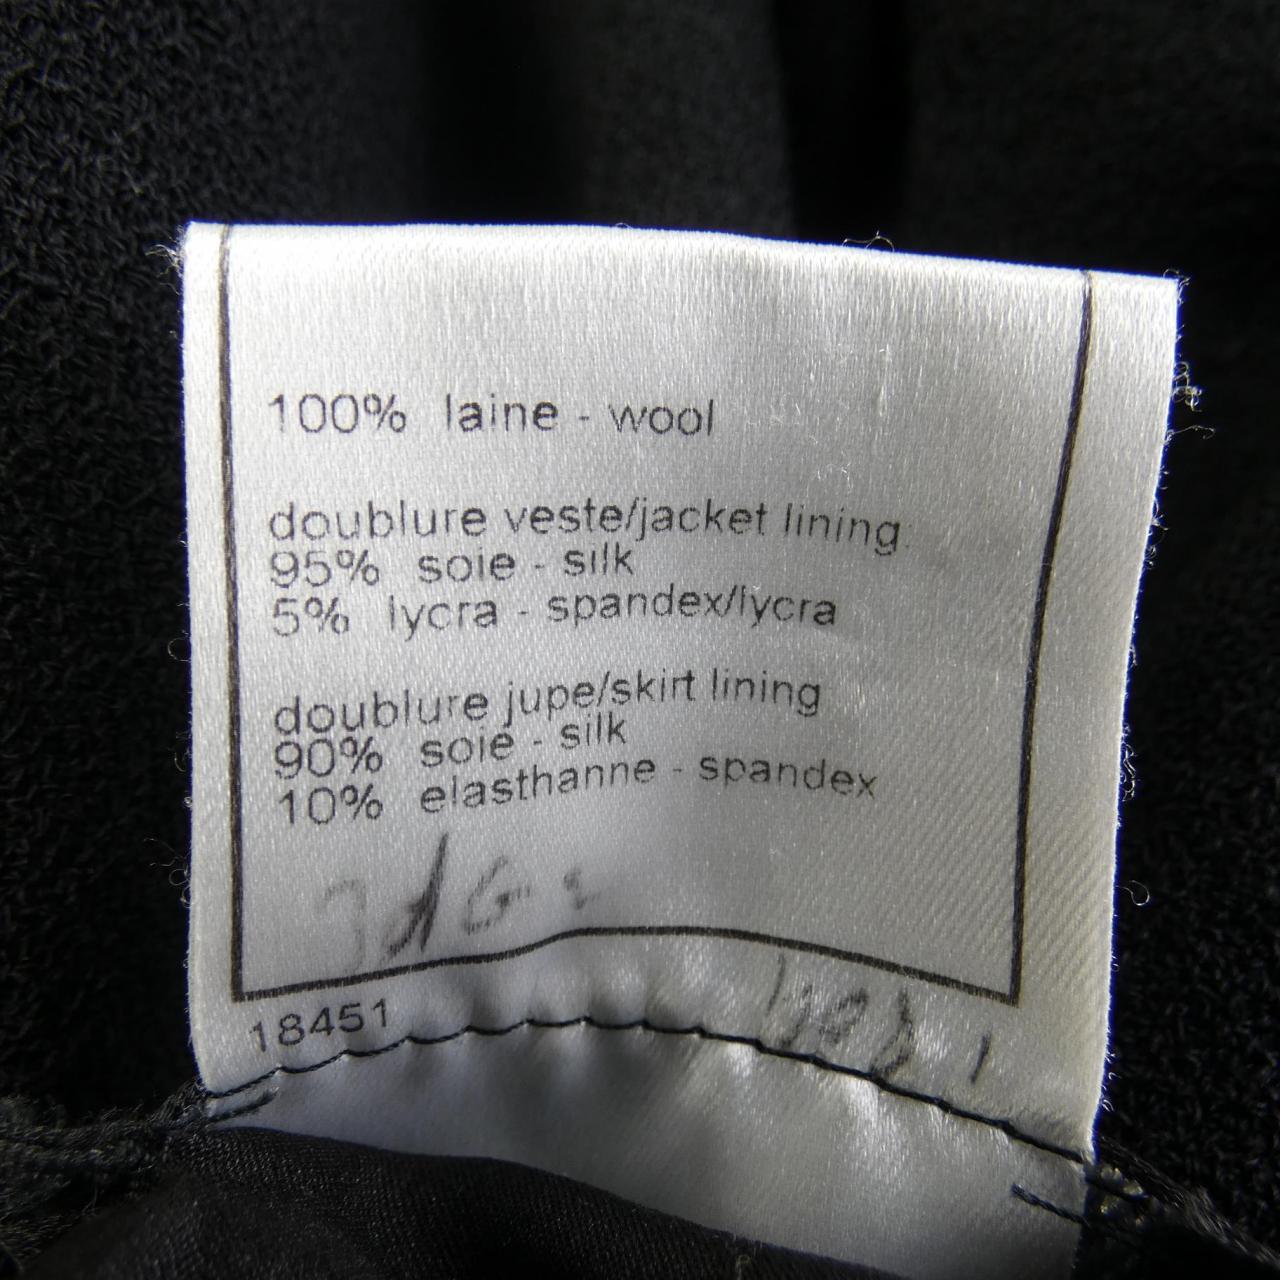 100% laine - wool
doublure veste/jacket lining
95% soie - silk
5% lycra - spandex/lycra
doublure jupe/skirt lining
90% soie - silk
10% elasthanne - spandex
18451